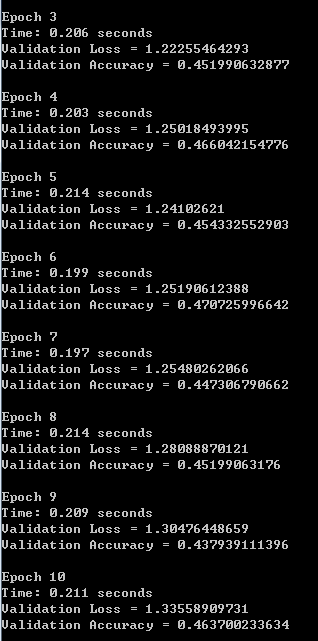 Epoch 3
Time: 0.206 seconds
Validation Loss = 1.22255464293
Validation Accuracy = 0.451990632877
Epoch 4
Time: 0.203 seconds
Validation Loss = 1.25018493995
Validation Accuracy = 0.466042154776
Epoch 5
Time: 0.214 seconds
Validation Loss = 1.24102621
Validation Accuracy = 0.454332552903
Epoch 6
Time: 0.199 seconds
Validation Loss = 1.25190612388
Validation Accuracy = 0.470725996642
Epoch 7
Time: 0.197 seconds
Validation Loss = 1.25480262066
Validation Accuracy = 0.447306790662
Epoch 8
Time: 0.214 seconds
Validation Loss = 1.28088870121
Validation Accuracy = 0.45199063176
Epoch 9
Time: 0.209 seconds
Validation Loss = 1.30476448659
Validation Accuracy = 0.437939111396
Epoch 10
Time: 0.211 seconds
Validation Loss = 1.33558909731
Validation Accuracy = 0.463700233634